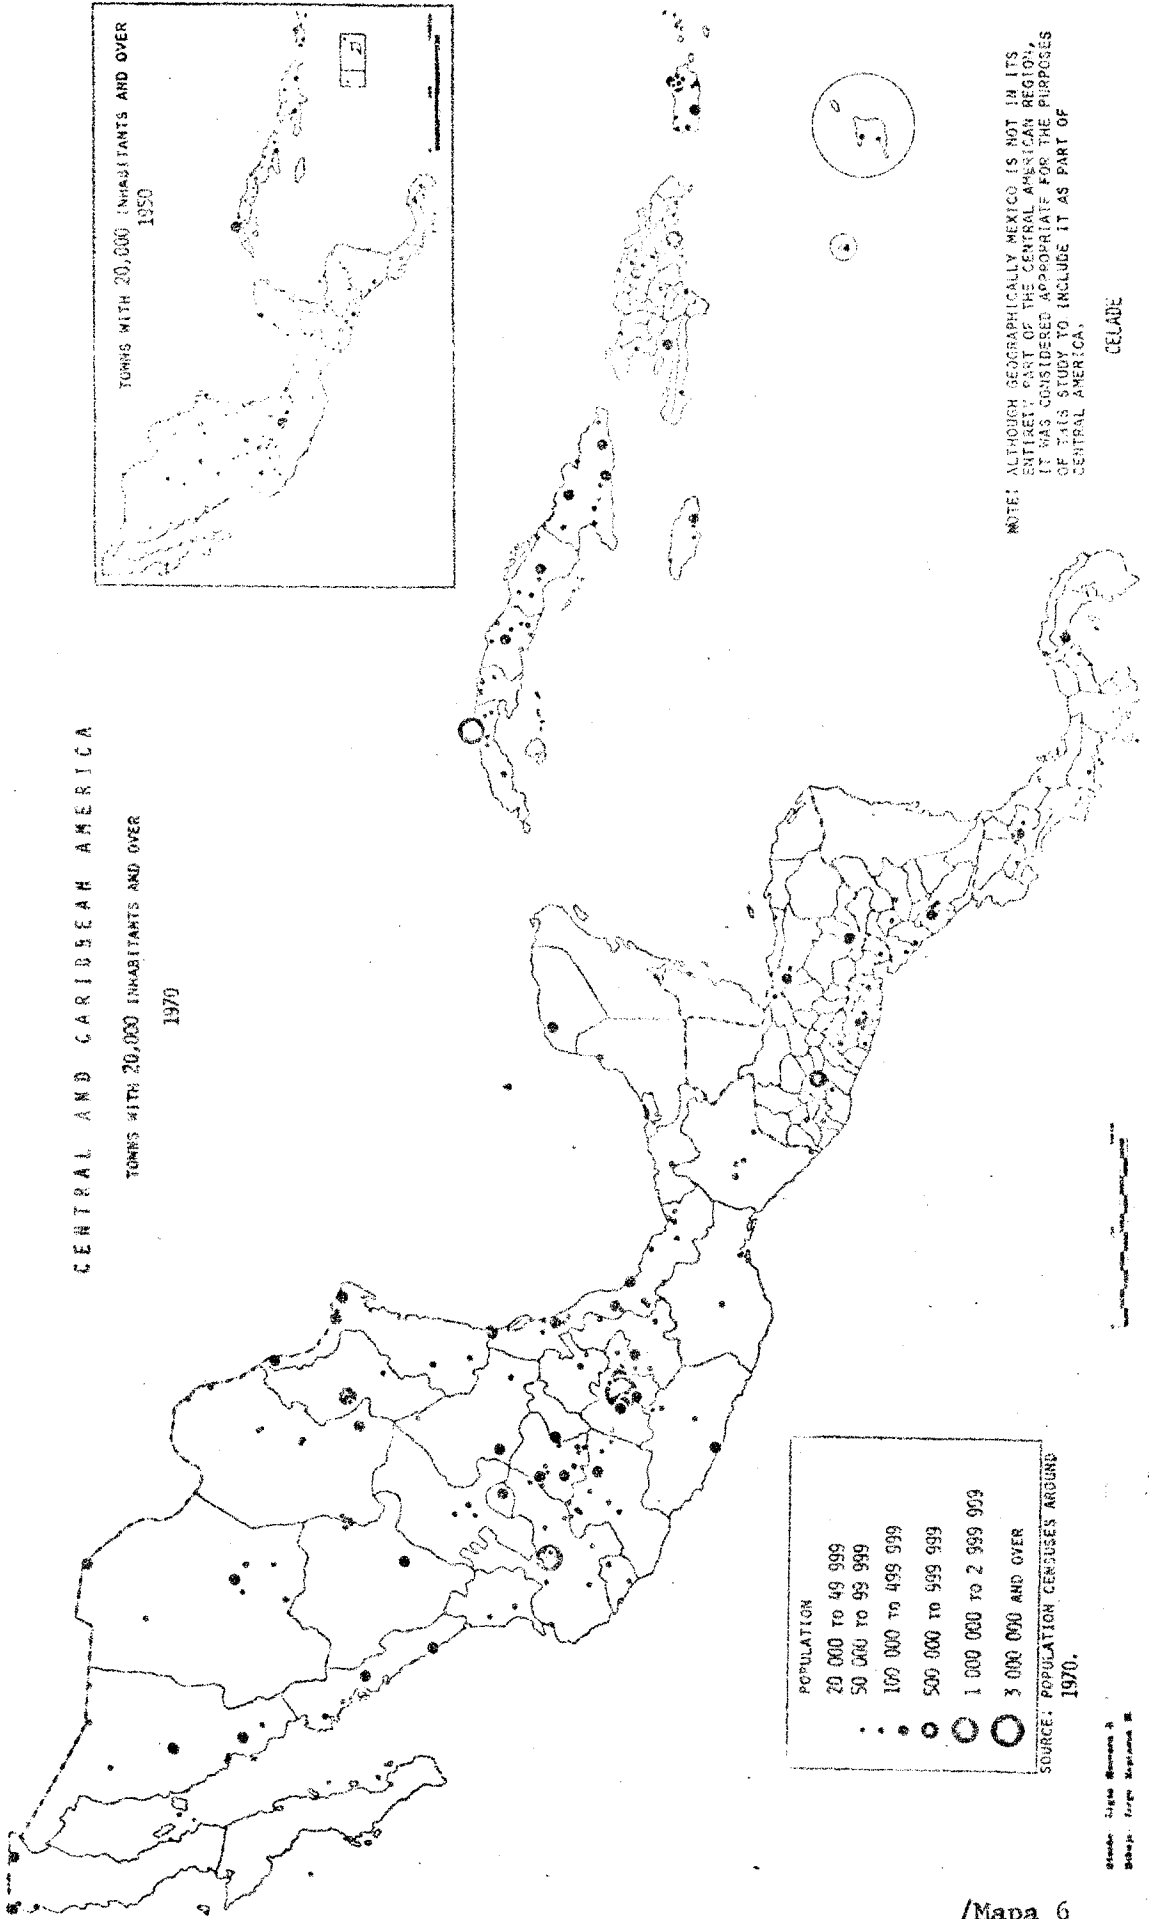 CENTRAL AND CARIBBEAN AMERICA
TOWNS WITH 20,000 INHABITANTS AND OVER
1970
TOWNS WITH 20,000 INHABITANTS AND OVER
1950
POPULATION
20 000 TO 49 999
50 000 TO 99 999
100 000 TO 499 999
500 000 TO 999 999
1 000 000 TO 2 999 999
3 000 000 AND OVER
SOURCE: POPULATION CENSUSES AROUND
1970.
NOTE: ALTHOUGH GEOGRAPHICALLY MEXICO IS NOT IN ITS
ENTIRETY PART OF THE CENTRAL AMERICAN REGION,
IT WAS CONSIDERED APPROPRIATE FOR THE PURPOSES
OF THIS STUDY TO INCLUDE IT AS PART OF
CENTRAL AMERICA.
CELADE
/Mapa 6